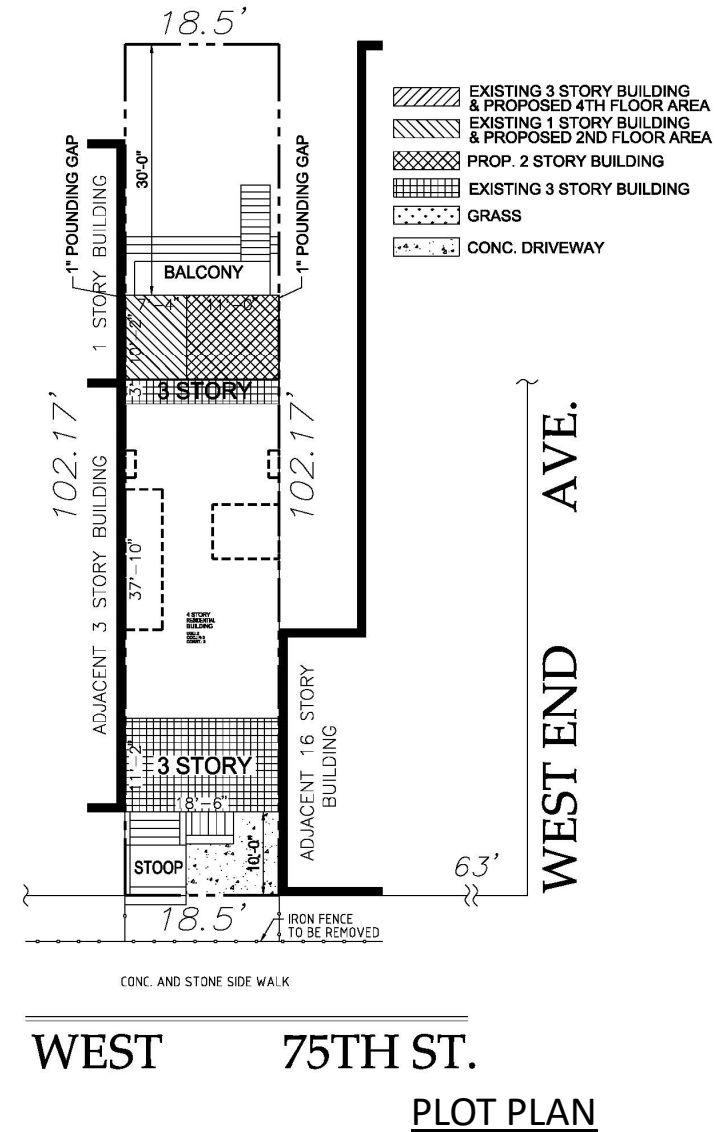 18.5'
EXISTING 3 STORY BUILDING
& PROPOSED 4TH FLOOR AREA
EXISTING 1 STORY BUILDING
& PROPOSED 2ND FLOOR AREA
PROP. 2 STORY BUILDING
EXISTING 3 STORY BUILDING
GRASS
CONC. DRIVEWAY
1" POUNDING GAP
30'-0"
1" POUNDING GAP
1 STORY BUILDING
BALCONY
7'-4"
11'-0"
3'
3 STORY
102.17'
102.17'
ADJACENT 3 STORY BUILDING
37'-10"
4 STORY
RESIDENTIAL
BUILDING
11'-2"
3 STORY
18'-6"
ADJACENT 16 STORY
BUILDING
STOOP
10'-0"
WEST END AVE.
63'
18.5'
IRON FENCE
TO BE REMOVED
CONC. AND STONE SIDE WALK
WEST 75TH ST.
PLOT PLAN